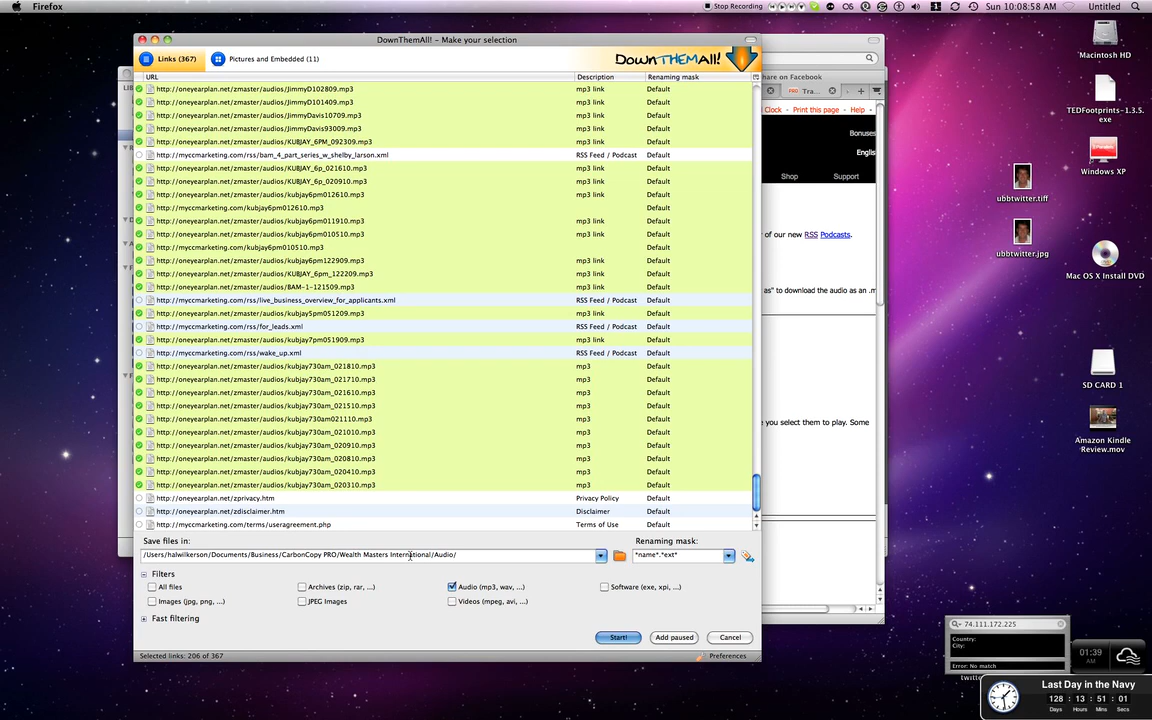 Firefox
Stop Recording
Sun 10:08:58 AM
Untitled
DownThemAll! - Make your selection
Links (367)
Pictures and Embedded (11)
DownThemAll!
URL
Description
Renaming mask
http://oneyearplan.net/zmaster/audios/JimmyD102809.mp3 mp3 link Default
http://oneyearplan.net/zmaster/audios/JimmyD101409.mp3 mp3 link Default
http://oneyearplan.net/zmaster/audios/JimmyDavis10709.mp3 mp3 link Default
http://oneyearplan.net/zmaster/audios/JimmyDavis93009.mp3 mp3 link Default
http://oneyearplan.net/zmaster/audios/KUBJAY_6PM_092309.mp3 mp3 link Default
http://myccmarketing.com/rss/bam_4_part_series_w_shelby_larson.xml RSS Feed / Podcast Default
http://oneyearplan.net/zmaster/audios/KUBJAY_6p_021610.mp3 mp3 link Default
http://oneyearplan.net/zmaster/audios/KUBJAY_6p_020910.mp3 mp3 link Default
http://oneyearplan.net/zmaster/audios/kubjay6pm012610.mp3 mp3 link Default
http://myccmarketing.com/kubjay6pm012610.mp3 Default
http://oneyearplan.net/zmaster/audios/kubjay6pm011910.mp3 mp3 link Default
http://oneyearplan.net/zmaster/audios/kubjay6pm010510.mp3 mp3 link Default
http://myccmarketing.com/kubjay6pm010510.mp3 Default
http://oneyearplan.net/zmaster/audios/kubjay6pm122909.mp3 mp3 link Default
http://oneyearplan.net/zmaster/audios/KUBJAY_6pm_122209.mp3 mp3 link Default
http://oneyearplan.net/zmaster/audios/BAM-1-121509.mp3 mp3 link Default
http://myccmarketing.com/rss/live_business_overview_for_applicants.xml RSS Feed / Podcast Default
http://oneyearplan.net/zmaster/audios/kubjay5pm051209.mp3 mp3 link Default
http://myccmarketing.com/rss/for_leads.xml RSS Feed / Podcast Default
http://oneyearplan.net/zmaster/audios/kubjay7pm051909.mp3 mp3 link Default
http://myccmarketing.com/rss/wake_up.xml RSS Feed / Podcast Default
http://oneyearplan.net/zmaster/audios/kubjay730am_021810.mp3 mp3 Default
http://oneyearplan.net/zmaster/audios/kubjay730am_021710.mp3 mp3 Default
http://oneyearplan.net/zmaster/audios/kubjay730am_021610.mp3 mp3 Default
http://oneyearplan.net/zmaster/audios/kubjay730am_021510.mp3 mp3 Default
http://oneyearplan.net/zmaster/audios/kubjay730am021110.mp3 mp3 Default
http://oneyearplan.net/zmaster/audios/kubjay730am_021010.mp3 mp3 Default
http://oneyearplan.net/zmaster/audios/kubjay730am_020910.mp3 mp3 Default
http://oneyearplan.net/zmaster/audios/kubjay730am_020810.mp3 mp3 Default
http://oneyearplan.net/zmaster/audios/kubjay730am_020410.mp3 mp3 Default
http://oneyearplan.net/zmaster/audios/kubjay730am_020310.mp3 mp3 Default
http://oneyearplan.net/zprivacy.htm Privacy Policy Default
http://oneyearplan.net/zdisclaimer.htm Disclaimer Default
http://myccmarketing.com/terms/useragreement.php Terms of Use Default
Save files in:
Renaming mask:
/Users/halwilkerson/Documents/Business/CarbonCopy PRO/Wealth Masters International/Audio/
*name*.*ext*
Filters
All files
Archives (zip, rar, ...)
Audio (mp3, wav, ...)
Software (exe, xpi, ...)
Images (jpg, png, ...)
JPEG Images
Videos (mpeg, avi, ...)
Fast filtering
Start!
Add paused
Cancel
Selected links: 206 of 367
Preferences
LIB
hare on Facebook
Tra...
Clock - Print this page - Help -
Bonuses
Englis
Shop
Support
r of our new RSS Podcasts.
as" to download the audio as an .m
e you select them to play. Some
Macintosh HD
TEDFootprints-1.3.5.
exe
Windows XP
ubbtwitter.tiff
ubbtwitter.jpg
Mac OS X Install DVD
SD CARD 1
Amazon Kindle
Review.mov
74.111.172.225
Country:
City:
Error: No match
twitt
01:39
AM
Last Day in the Navy
128 : 13 : 51 : 01
Days Hours Mins Secs